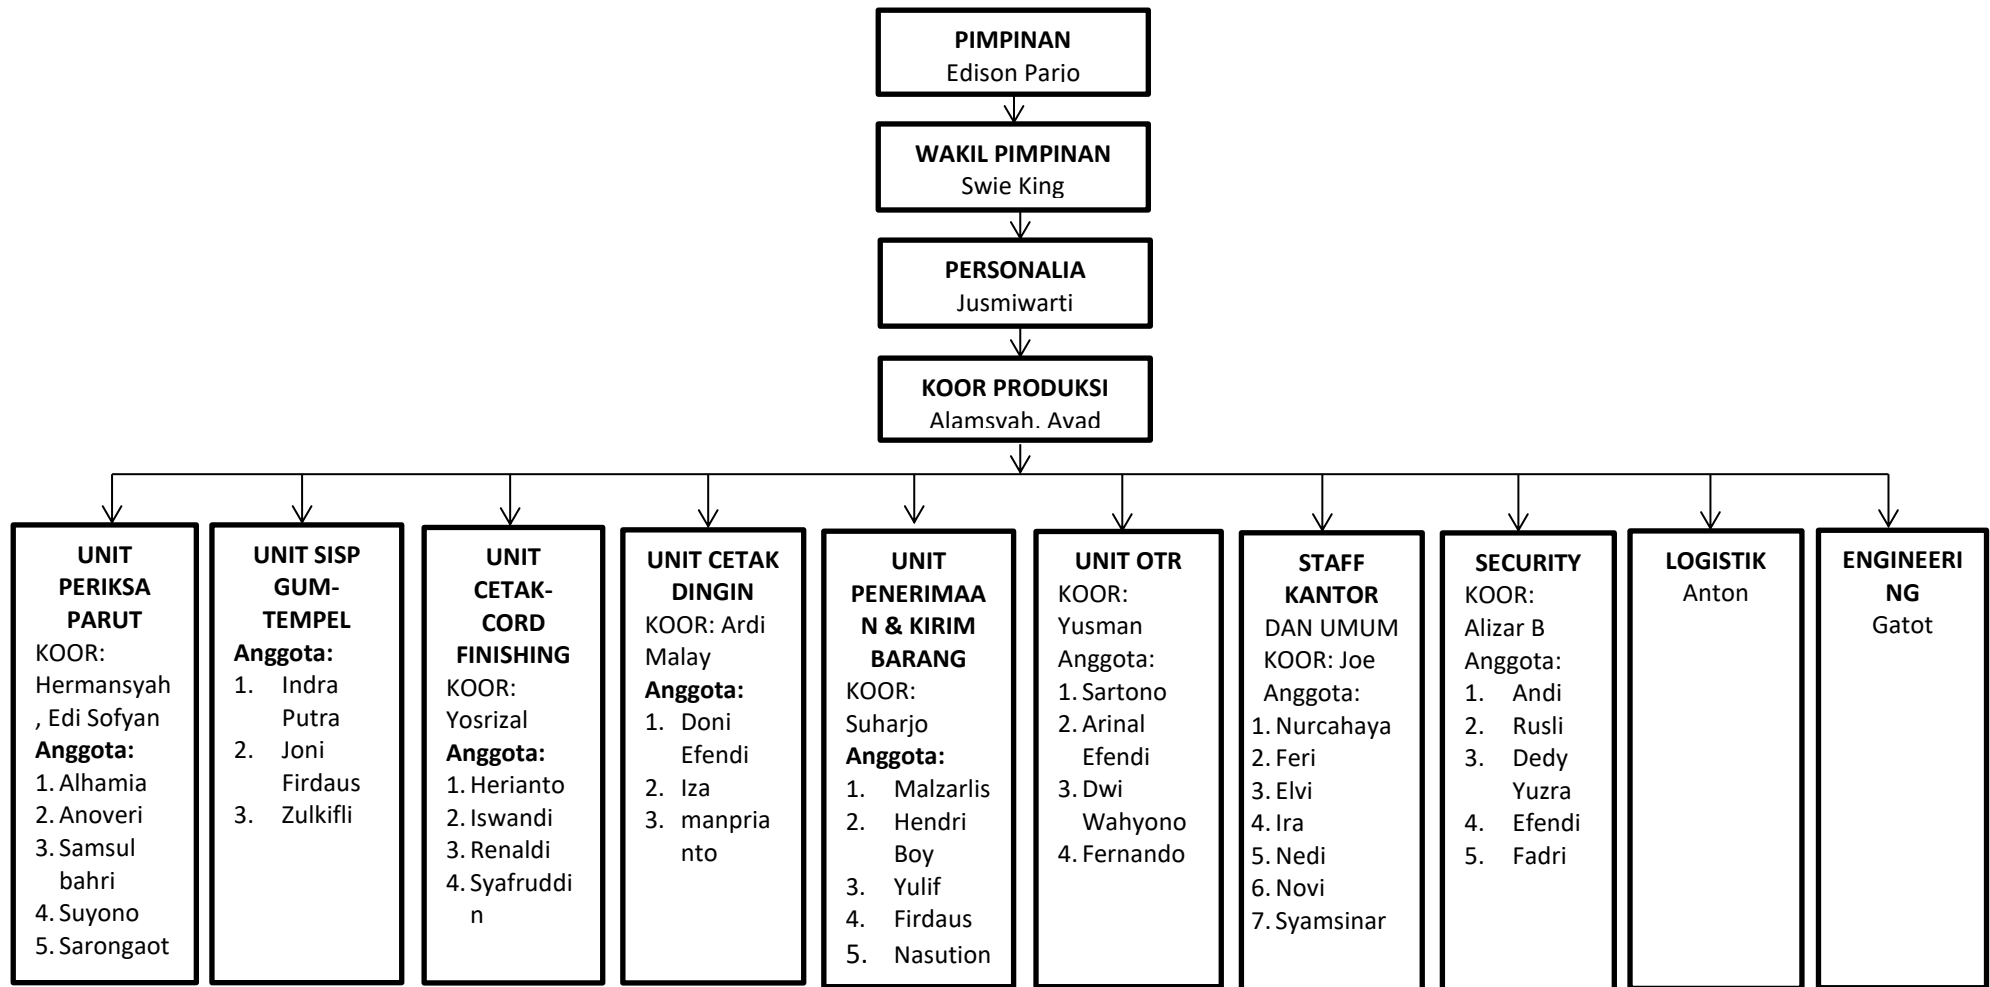 PIMPINAN
Edison Pario
WAKIL PIMPINAN
Swie King
PERSONALIA
Jusmiwarti
KOOR PRODUKSI
Alamsyah, Ayad
UNIT
PERIKSA
PARUT
KOOR:
Hermansyah
, Edi Sofyan
Anggota:
1. Alhamia
2. Anoveri
3. Samsul
bahri
4. Suyono
5. Sarongaot
UNIT SISP
GUM-
TEMPEL
Anggota:
1. Indra
Putra
2. Joni
Firdaus
3. Zulkifli
UNIT
CETAK-
CORD
FINISHING
KOOR:
Yosrizal
Anggota:
1. Herianto
2. Iswandi
3. Renaldi
4. Syafruddi
n
UNIT CETAK
DINGIN
KOOR: Ardi
Malay
Anggota:
1. Doni
Efendi
2. Iza
3. manpria
nto
UNIT
PENERIMAA
N & KIRIM
BARANG
KOOR:
Suharjo
Anggota:
1. Malzarlis
2. Hendri
Boy
3. Yulif
4. Firdaus
5. Nasution
UNIT OTR
KOOR:
Yusman
Anggota:
1. Sartono
2. Arinal
Efendi
3. Dwi
Wahyono
4. Fernando
STAFF
KANTOR
DAN UMUM
KOOR: Joe
Anggota:
1. Nurcahaya
2. Feri
3. Elvi
4. Ira
5. Nedi
6. Novi
7. Syamsinar
SECURITY
KOOR:
Alizar B
Anggota:
1. Andi
2. Rusli
3. Dedy
Yuzra
4. Efendi
5. Fadri
LOGISTIK
Anton
ENGINEERI
NG
Gatot